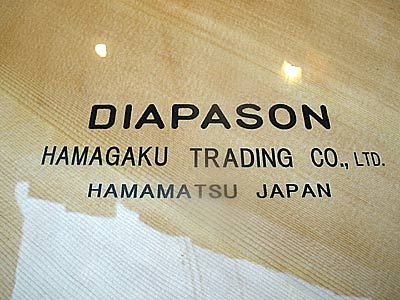 DIAPASON
HAMAGAKU TRADING CO., LTD.
HAMAMATSU JAPAN